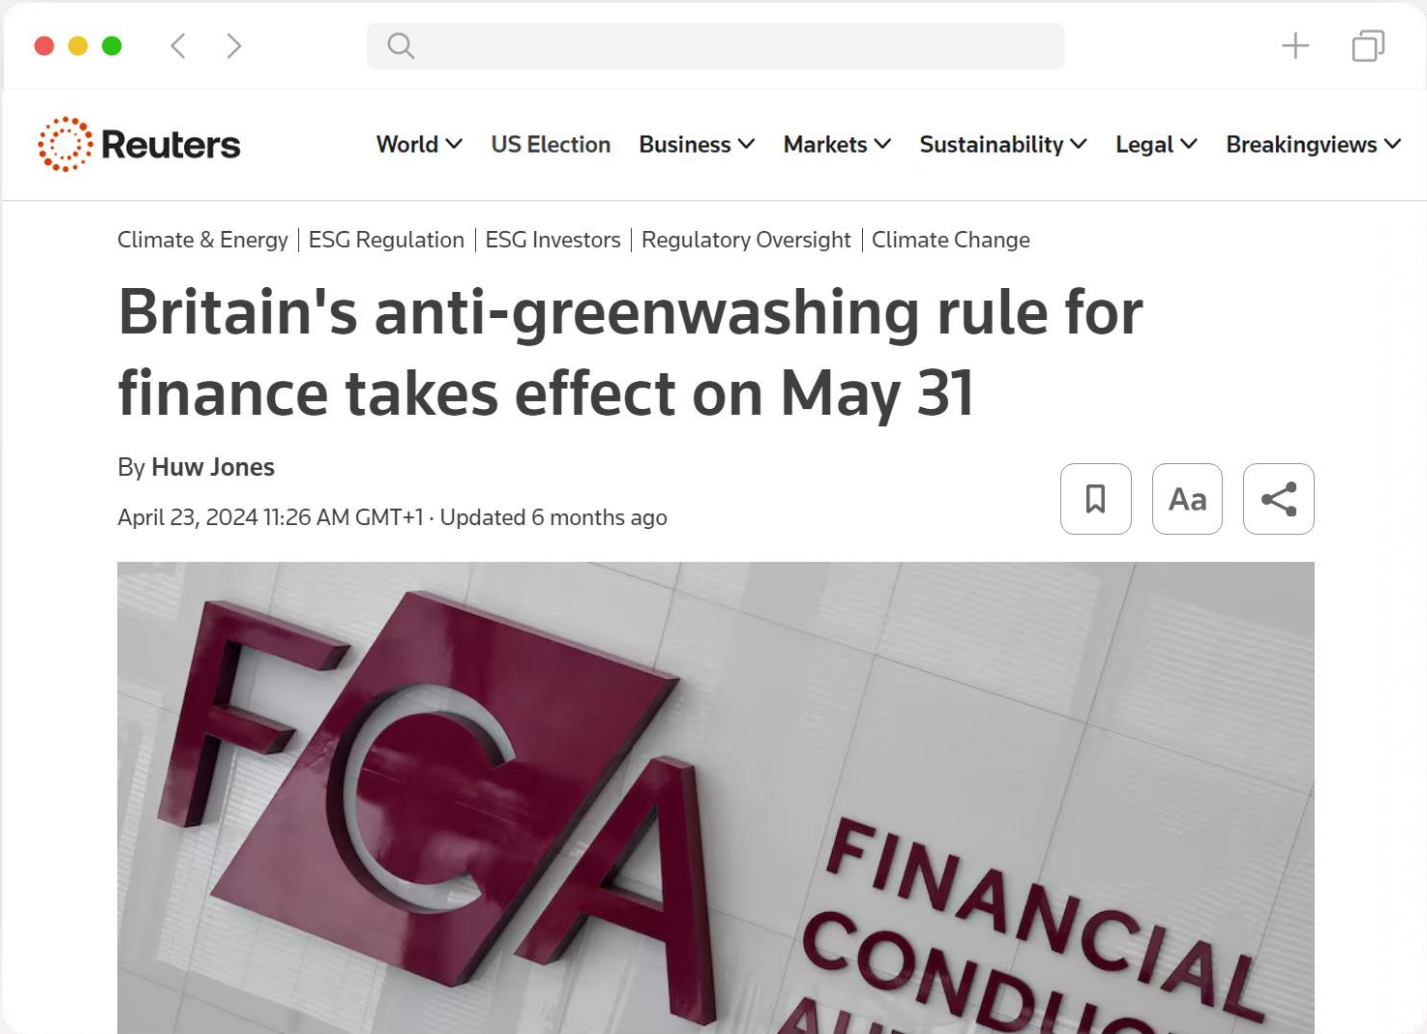 Reuters
World
US Election
Business
Markets
Sustainability
Legal
Breakingviews
Climate & Energy | ESG Regulation | ESG Investors | Regulatory Oversight | Climate Change
Britain's anti-greenwashing rule for
finance takes effect on May 31
By Huw Jones
April 23, 2024 11:26 AM GMT+1 · Updated 6 months ago
Aa
FCA
FINANCIAL